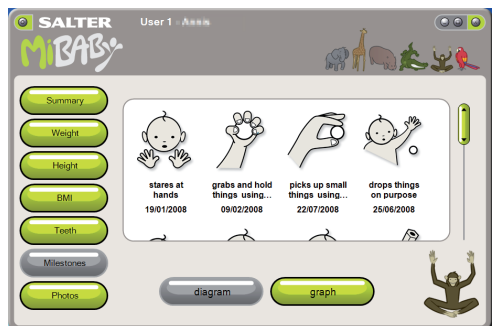 SALTER
User 1 -
MiBABy
Summary
Weight
Height
BMI
Teeth
Milestones
Photos
stares at
hands
19/01/2008
grabs and hold
things using...
09/02/2008
picks up small
things using...
22/07/2008
drops things
on purpose
25/06/2008
diagram
graph